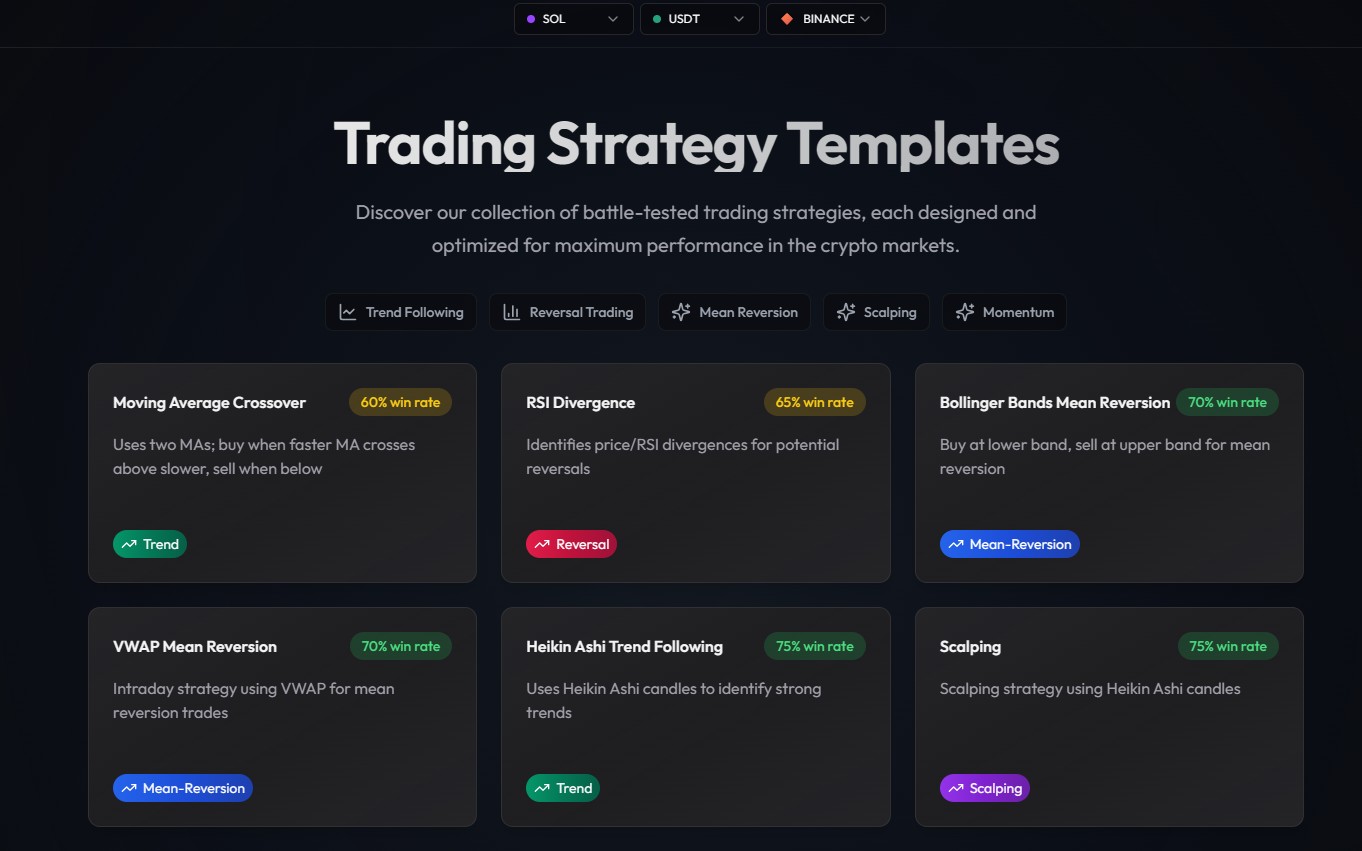 SOL USDT BINANCE
Trading Strategy Templates
Discover our collection of battle-tested trading strategies, each designed and
optimized for maximum performance in the crypto markets.
Trend Following Reversal Trading Mean Reversion Scalping Momentum
Moving Average Crossover 60% win rate
Uses two MAs; buy when faster MA crosses
above slower, sell when below
Trend
RSI Divergence 65% win rate
Identifies price/RSI divergences for potential
reversals
Reversal
Bollinger Bands Mean Reversion 70% win rate
Buy at lower band, sell at upper band for mean
reversion
Mean-Reversion
VWAP Mean Reversion 70% win rate
Intraday strategy using VWAP for mean
reversion trades
Mean-Reversion
Heikin Ashi Trend Following 75% win rate
Uses Heikin Ashi candles to identify strong
trends
Trend
Scalping 75% win rate
Scalping strategy using Heikin Ashi candles
Scalping